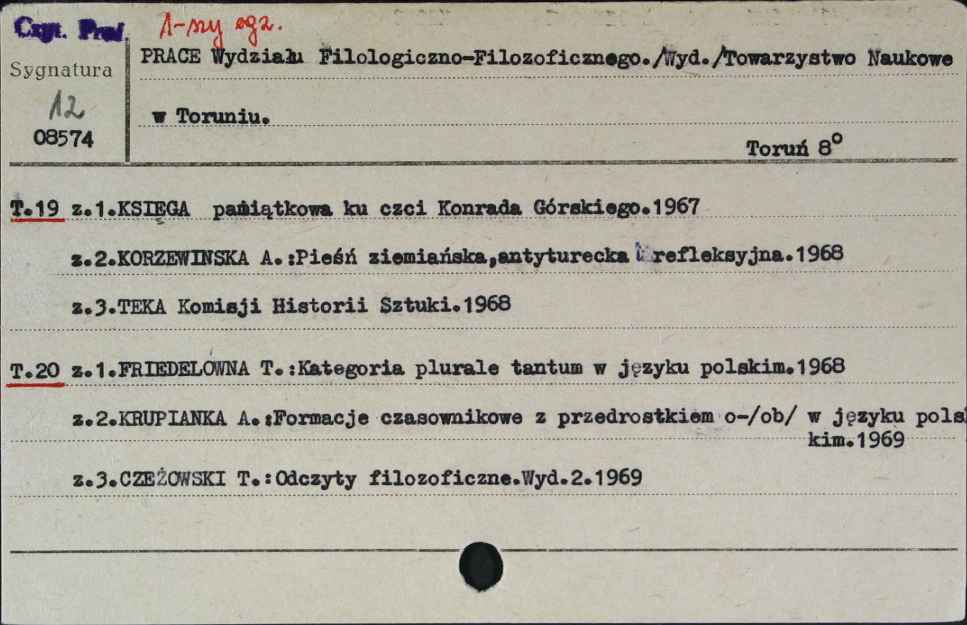 Czyt. Prof. 1-szy egz.
Sygnatura
12
08574
PRACE Wydziału Filologiczno-Filozoficznego./Wyd./Towarzystwo Naukowe
w Toruniu.
Toruń 8°
T.19 z.1.KSIEGA pamiątkowa ku czci Konrada Górskiego.1967
z.2.KORZEWINSKA A.:Pieśń ziemiańska,antyturecka i refleksyjna.1968
z.3.TEKA Komisji Historii Sztuki.1968
T.20 z.1.FRIEDELÓWNA T.:Kategoria plurale tantum w języku polskim.1968
z.2.KRUPIANKA A.:Formacje czasownikowe z przedrostkiem o-/ob/ w języku pols
kim.1969
z.3.CZEŻOWSKI T.:Odczyty filozoficzne.Wyd.2.1969